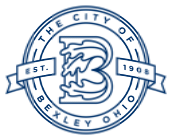 THE CITY OF
B
EST. 1908
BEXLEY OHIO